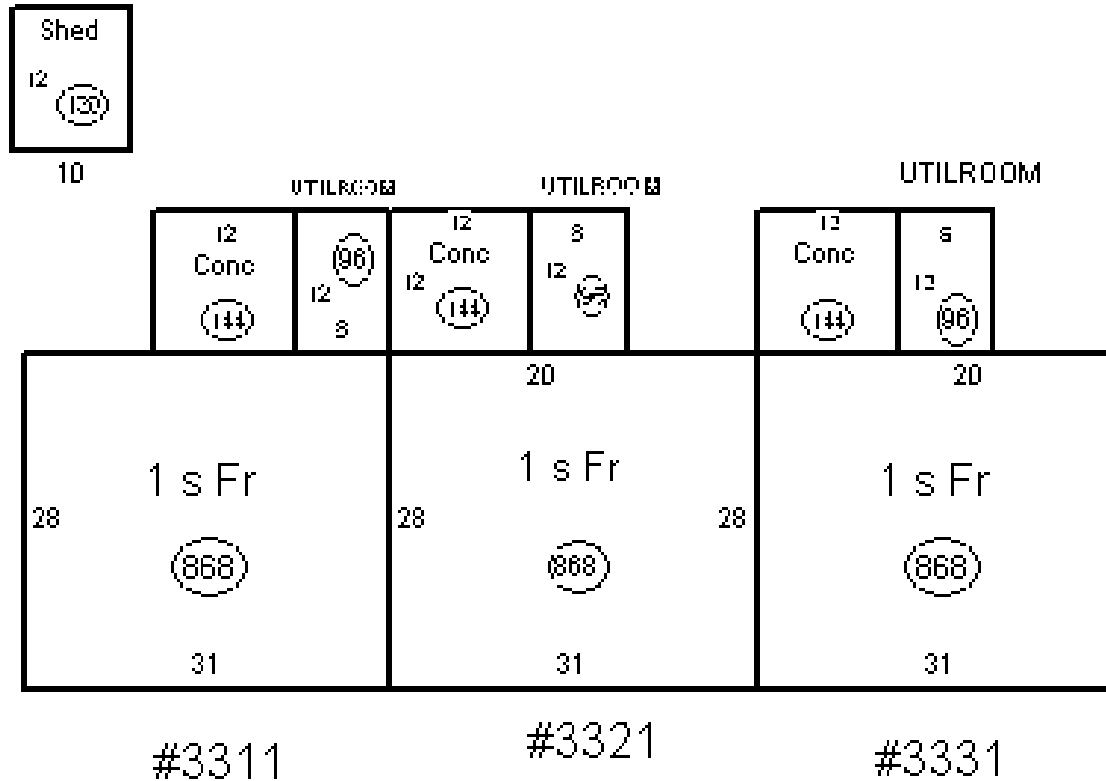 Shed
12
10
UTILROOM UTILROOM UTILROOM
12 12 8 12 8
Conc 96 Conc Conc
12 12 12 12
144 144 144 96
8
20 20
1 s Fr 1 s Fr 1 s Fr
28 28 28
868 868 868
31 31 31
#3311 #3321 #3331